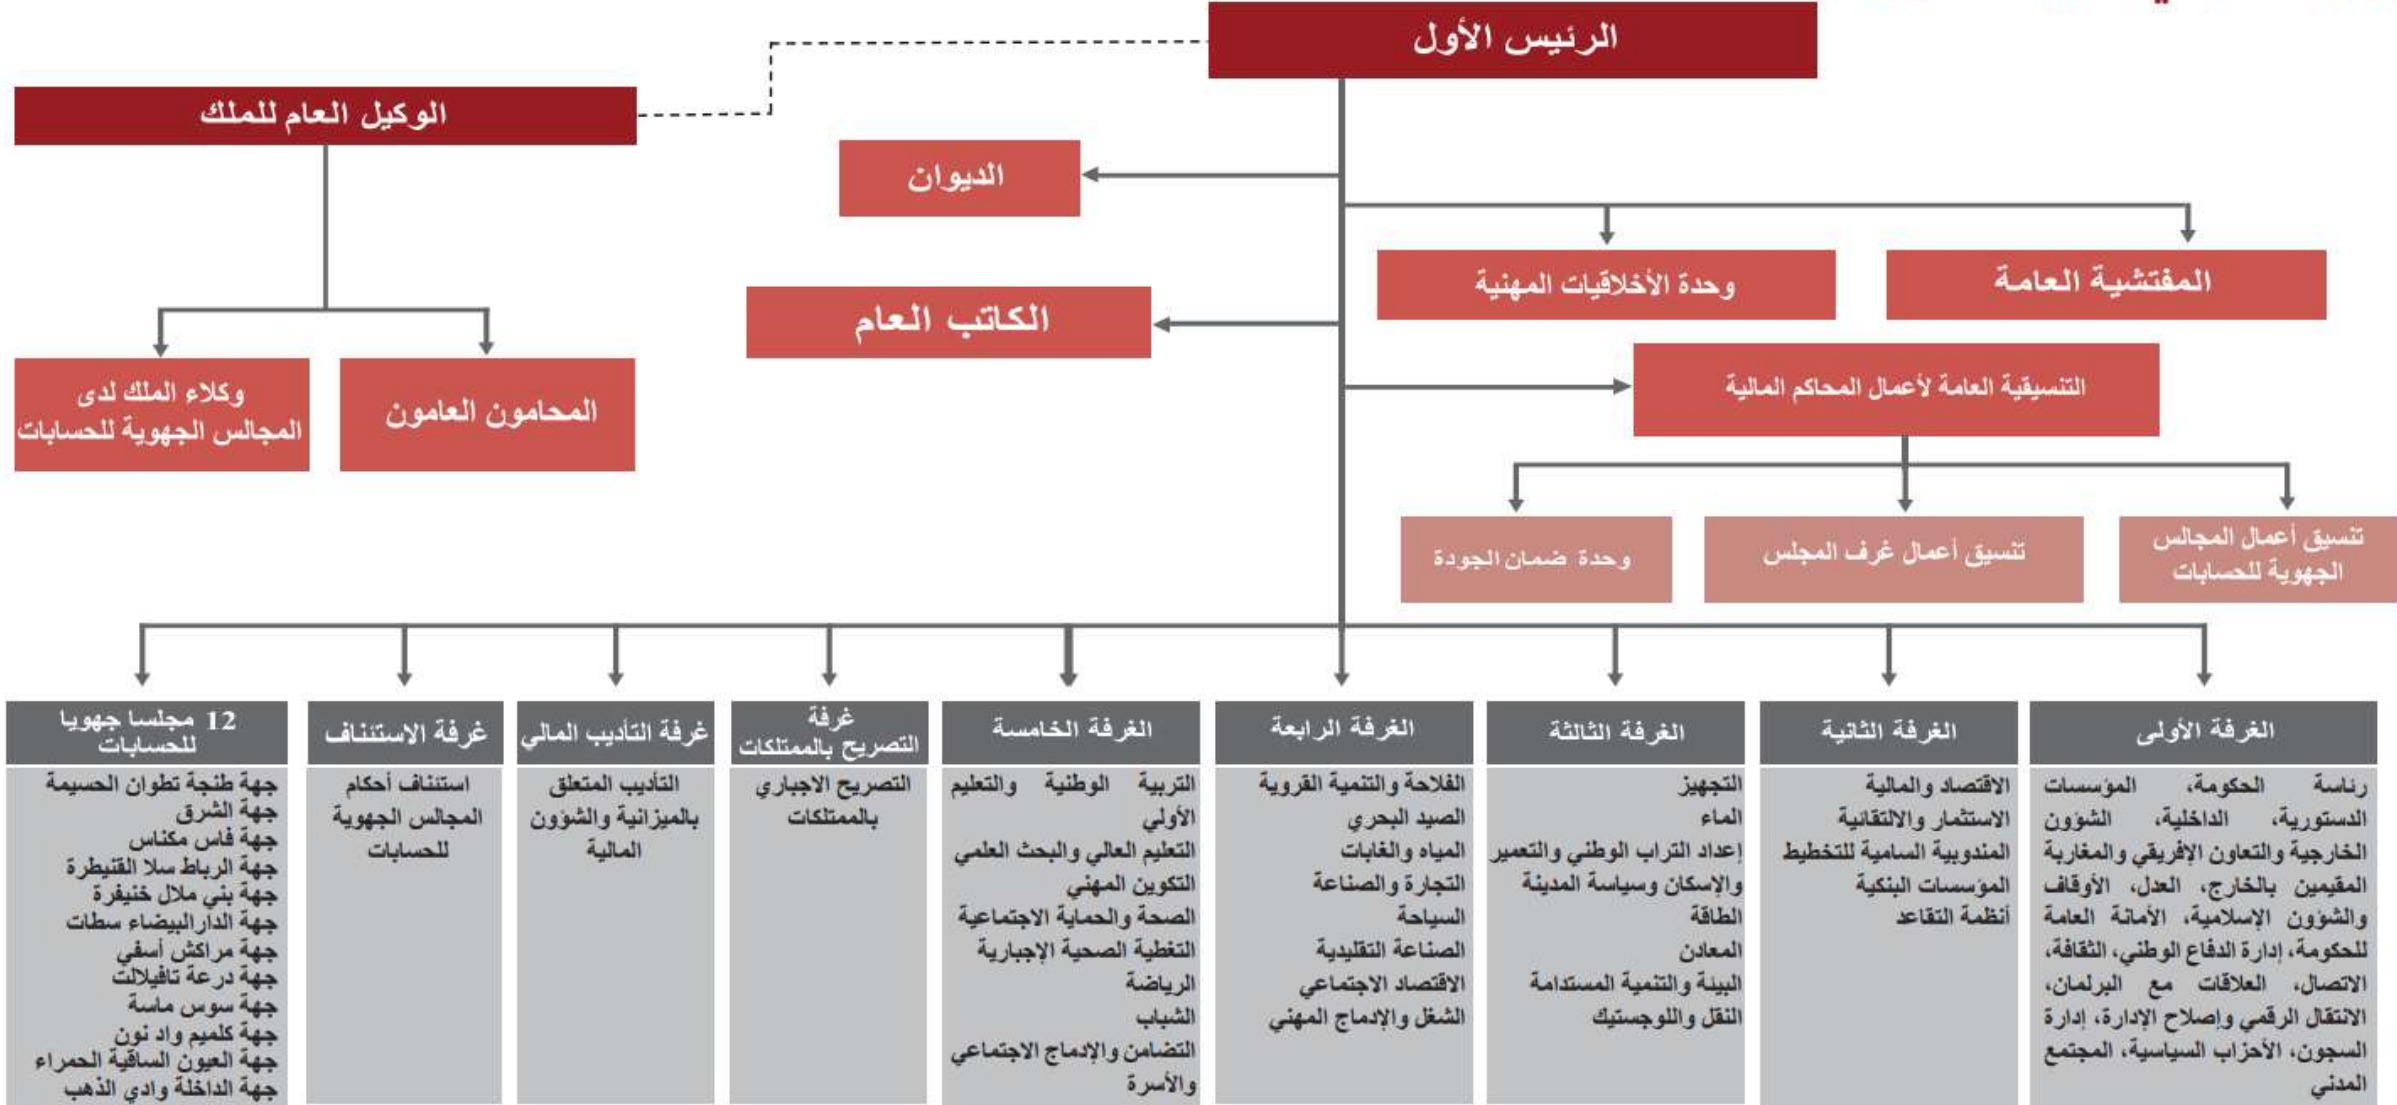 الرئيس الأول
الوكيل العام للملك
الديوان
وحدة الأخلاقيات المهنية
المفتشية العامة
الكاتب العام
التنسيقية العامة لأعمال المحاكم المالية
وكلاء الملك لدى
المجالس الجهوية للحسابات
المحامون العامون
تنسيق أعمال المجالس
الجهوية للحسابات
تنسيق أعمال غرف المجلس
وحدة ضمان الجودة
الغرفة الأولى
رئاسة الحكومة، المؤسسات
الدستورية، الداخلية، الشؤون
الخارجية والتعاون الإفريقي والمغاربة
المقيمين بالخارج، العدل، الأوقاف
والشؤون الإسلامية، الأمانة العامة
للحكومة، إدارة الدفاع الوطني، الثقافة،
الاتصال، العلاقات مع البرلمان،
الانتقال الرقمي وإصلاح الإدارة، إدارة
السجون، الأحزاب السياسية، المجتمع
المدني
الغرفة الثانية
الاقتصاد والمالية
الاستثمار والالتقائية
المندوبية السامية للتخطيط
المؤسسات البنكية
أنظمة التقاعد
الغرفة الثالثة
التجهيز
الماء
إعداد التراب الوطني والتعمير
والإسكان وسياسة المدينة
الطاقة
المعادن
البيئة والتنمية المستدامة
النقل واللوجستيك
الغرفة الرابعة
الفلاحة والتنمية القروية
الصيد البحري
المياه والغابات
التجارة والصناعة
السياحة
الصناعة التقليدية
الاقتصاد الاجتماعي
الشغل والإدماج المهني
الغرفة الخامسة
التربية الوطنية والتعليم
الأولي
التعليم العالي والبحث العلمي
التكوين المهني
الصحة والحماية الاجتماعية
التغطية الصحية الإجبارية
الرياضة
الشباب
التضامن والإدماج الاجتماعي
والأسرة
غرفة
التصريح بالممتلكات
التصريح الاجباري
بالممتلكات
غرفة التأديب المالي
التأديب المتعلق
بالميزانية والشؤون
المالية
غرفة الاستئناف
استئناف أحكام
المجالس الجهوية
للحسابات
12 مجلسا جهويا
للحسابات
جهة طنجة تطوان الحسيمة
جهة الشرق
جهة فاس مكناس
جهة الرباط سلا القنيطرة
جهة بني ملال خنيفرة
جهة الدارالبيضاء سطات
جهة مراكش أسفي
جهة درعة تافيلالت
جهة سوس ماسة
جهة كلميم واد نون
جهة العيون الساقية الحمراء
جهة الداخلة وادي الذهب